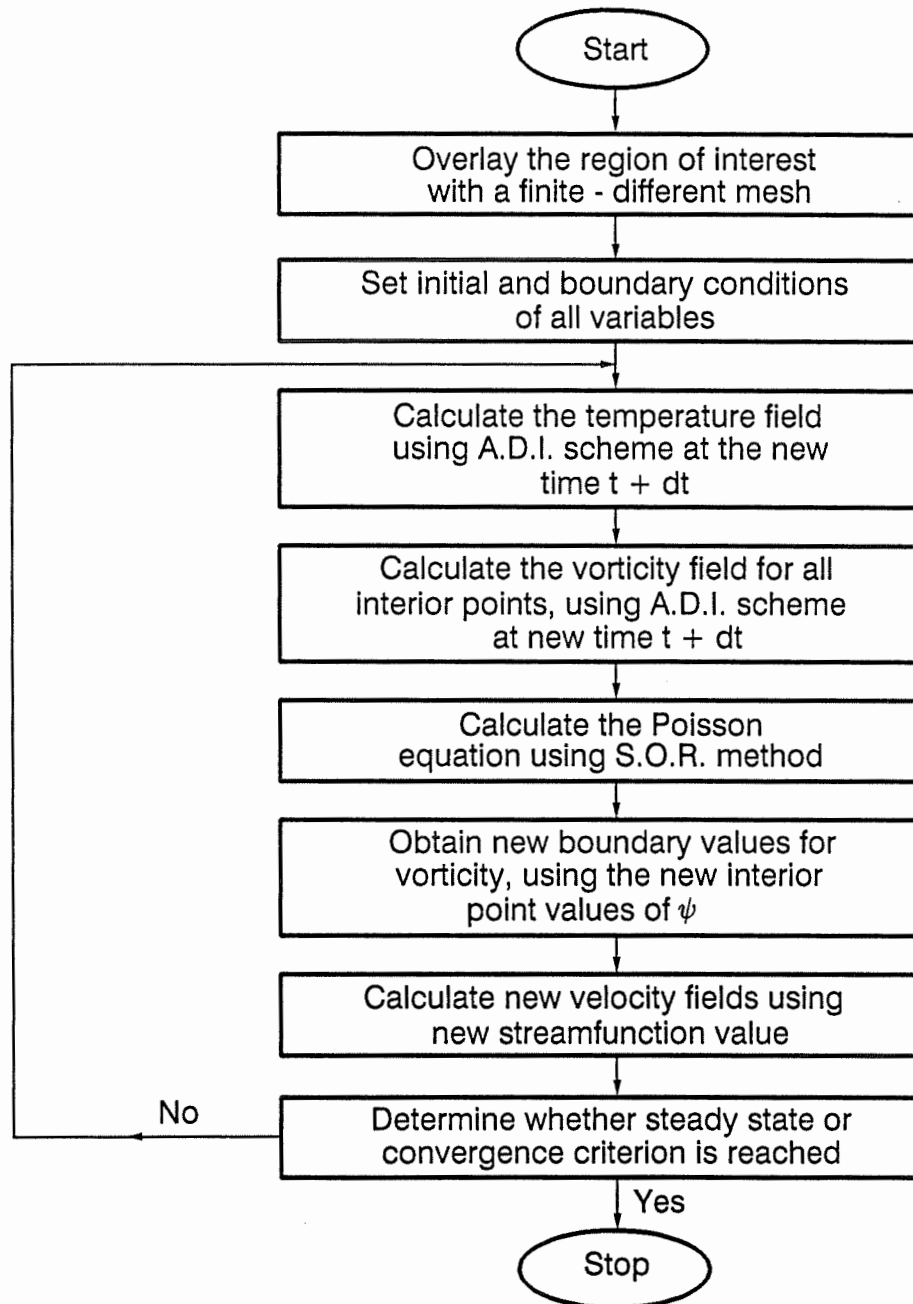 Start
Overlay the region of interest
with a finite - different mesh
Set initial and boundary conditions
of all variables
Calculate the temperature field
using A.D.I. scheme at the new
time t + dt
Calculate the vorticity field for all
interior points, using A.D.I. scheme
at new time t + dt
Calculate the Poisson
equation using S.O.R. method
Obtain new boundary values for
vorticity, using the new interior
point values of ψ
Calculate new velocity fields using
new streamfunction value
No
Determine whether steady state or
convergence criterion is reached
Yes
Stop